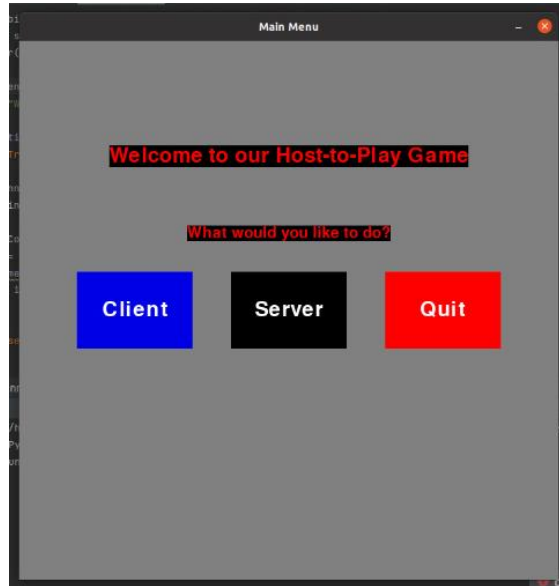 Main Menu
Welcome to our Host-to-Play Game
What would you like to do?
Client Server Quit